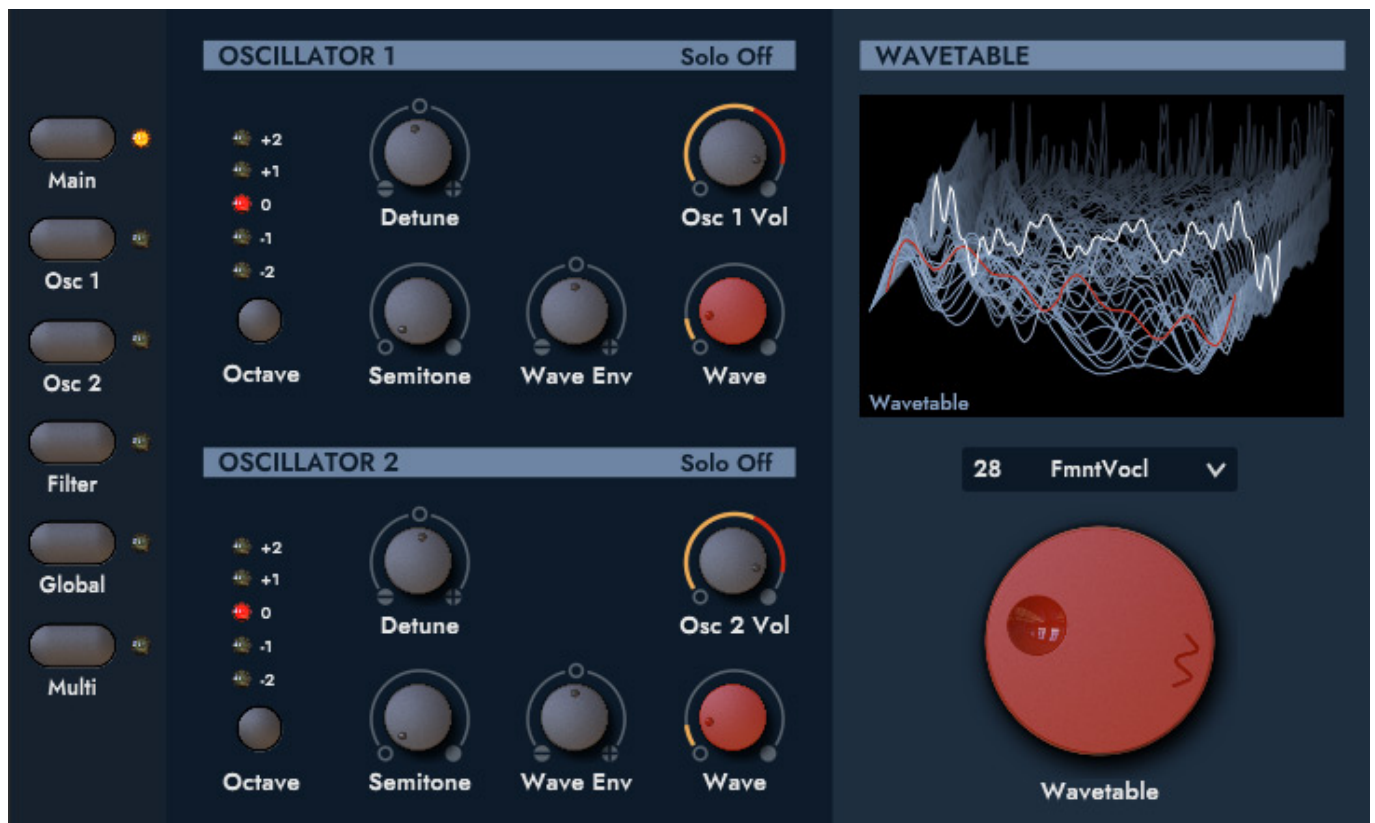 Main
Osc 1
Osc 2
Filter
Global
Multi
OSCILLATOR 1 Solo Off
+2
+1
0
-1
-2
Octave
Detune
Osc 1 Vol
Semitone
Wave Env
Wave
OSCILLATOR 2 Solo Off
+2
+1
0
-1
-2
Octave
Detune
Osc 2 Vol
Semitone
Wave Env
Wave
WAVETABLE
Wavetable
28 FmntVocl
Wavetable